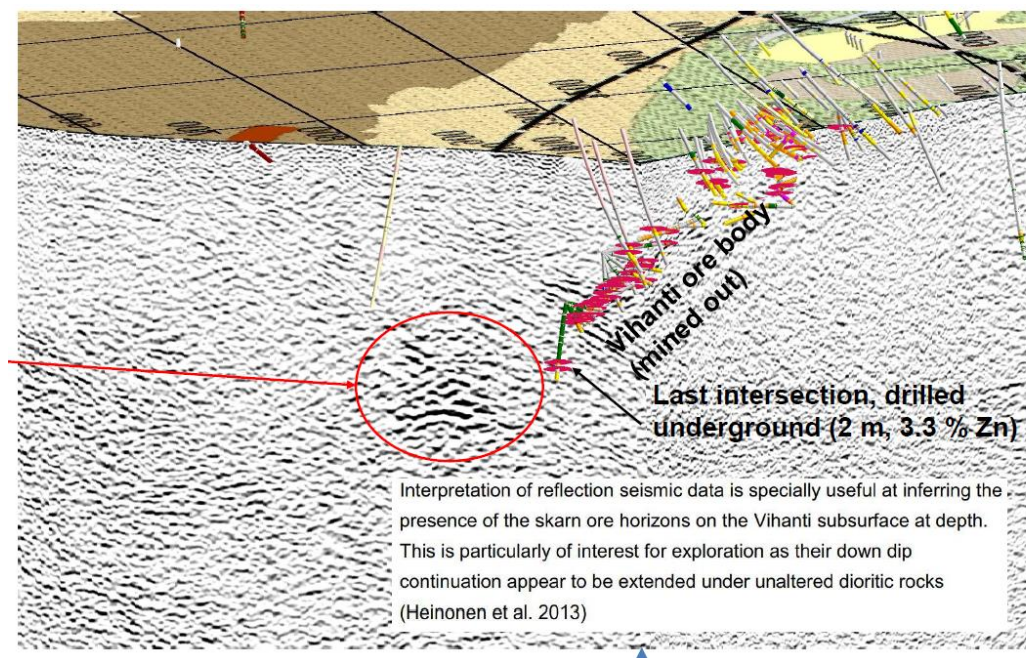 Vihanti ore body
(mined out)
Last intersection, drilled
underground (2 m, 3.3 % Zn)
Interpretation of reflection seismic data is specially useful at inferring the
presence of the skarn ore horizons on the Vihanti subsurface at depth.
This is particularly of interest for exploration as their down dip
continuation appear to be extended under unaltered dioritic rocks
(Heinonen et al. 2013)